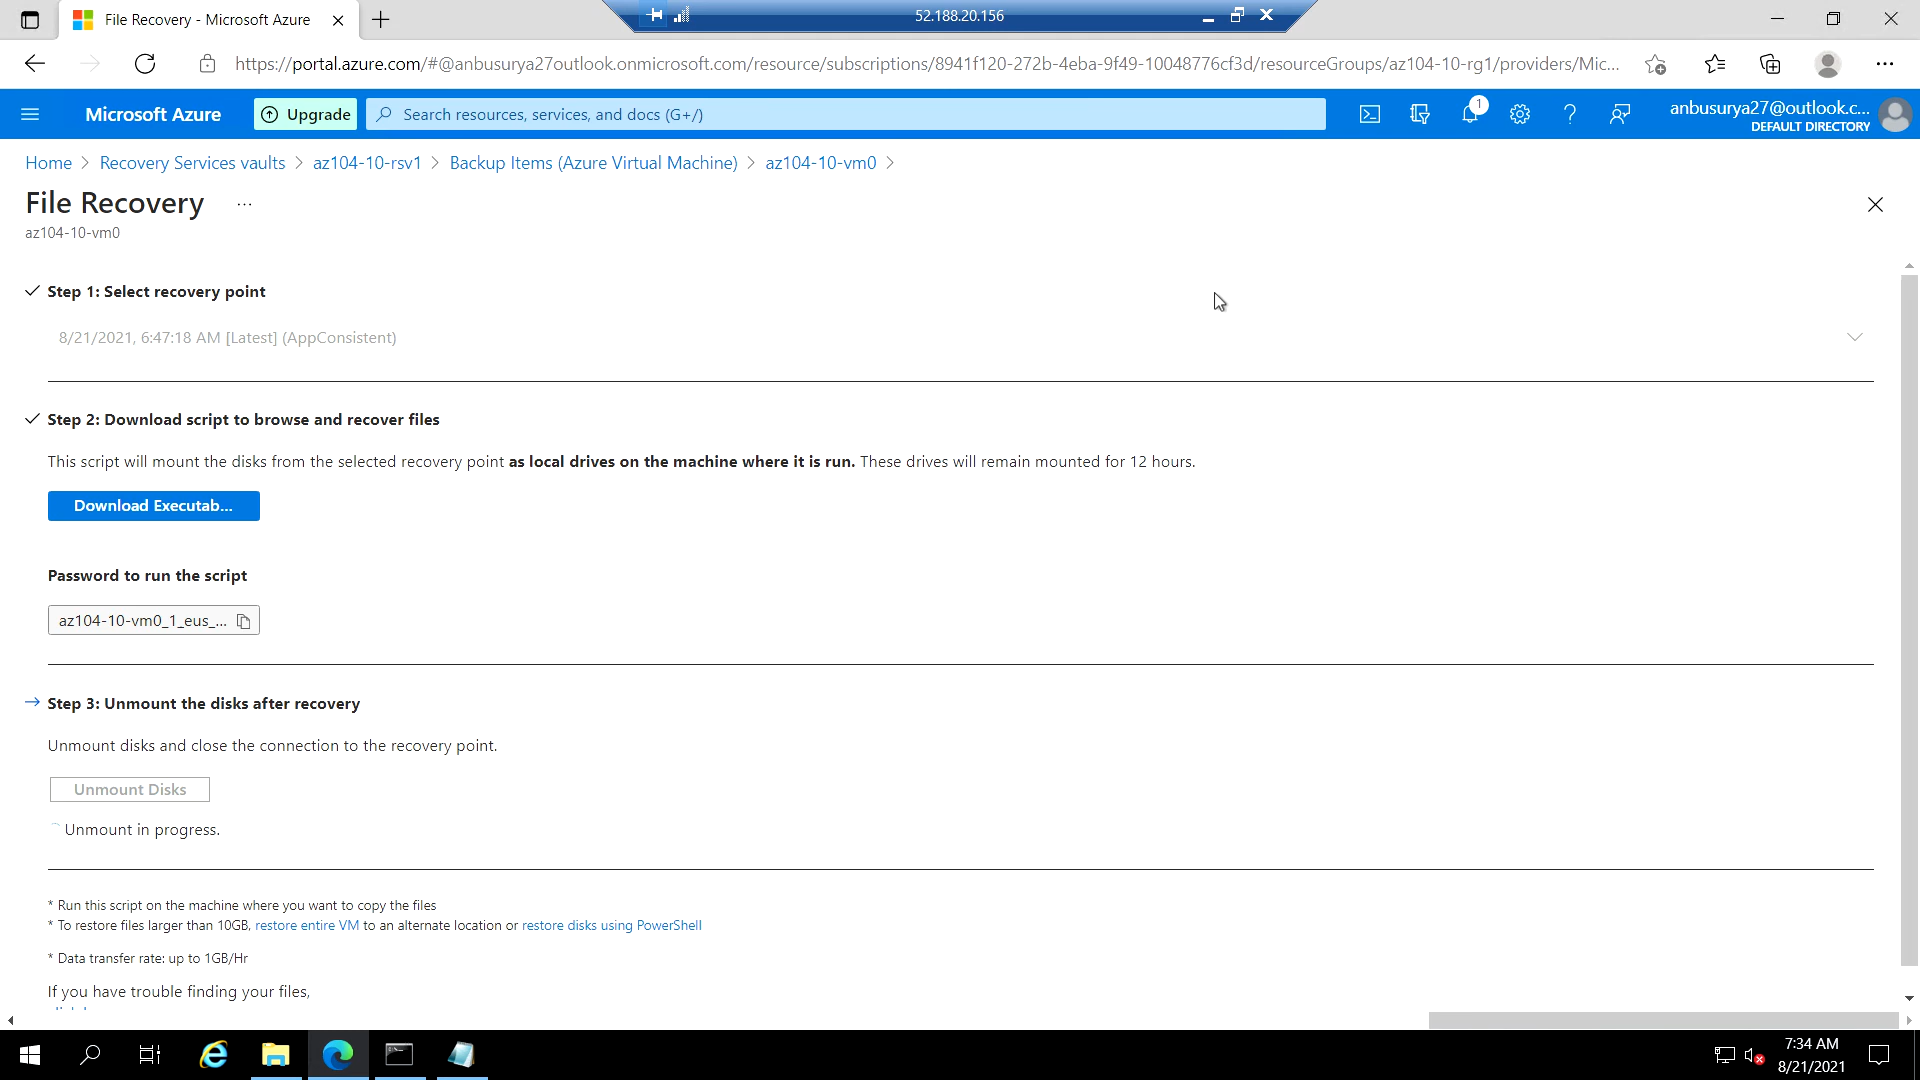 File Recovery - Microsoft Azure
52.188.20.156
https://portal.azure.com/#@anbusurya27outlook.onmicrosoft.com/resource/subscriptions/8941f120-272b-4eba-9f49-10048776cf3d/resourceGroups/az104-10-rg1/providers/Mic...
Microsoft Azure
Upgrade
Search resources, services, and docs (G+/)
1
anbusurya27@outlook.c...
DEFAULT DIRECTORY
Home > Recovery Services vaults > az104-10-rsv1 > Backup Items (Azure Virtual Machine) > az104-10-vm0 >
File Recovery ...
az104-10-vm0
Step 1: Select recovery point
8/21/2021, 6:47:18 AM [Latest] (AppConsistent)
Step 2: Download script to browse and recover files
This script will mount the disks from the selected recovery point as local drives on the machine where it is run. These drives will remain mounted for 12 hours.
Download Executab...
Password to run the script
az104-10-vm0_1_eus_...
Step 3: Unmount the disks after recovery
Unmount disks and close the connection to the recovery point.
Unmount Disks
Unmount in progress.
* Run this script on the machine where you want to copy the files
* To restore files larger than 10GB, restore entire VM to an alternate location or restore disks using PowerShell
* Data transfer rate: up to 1GB/Hr
If you have trouble finding your files,
7:34 AM
8/21/2021